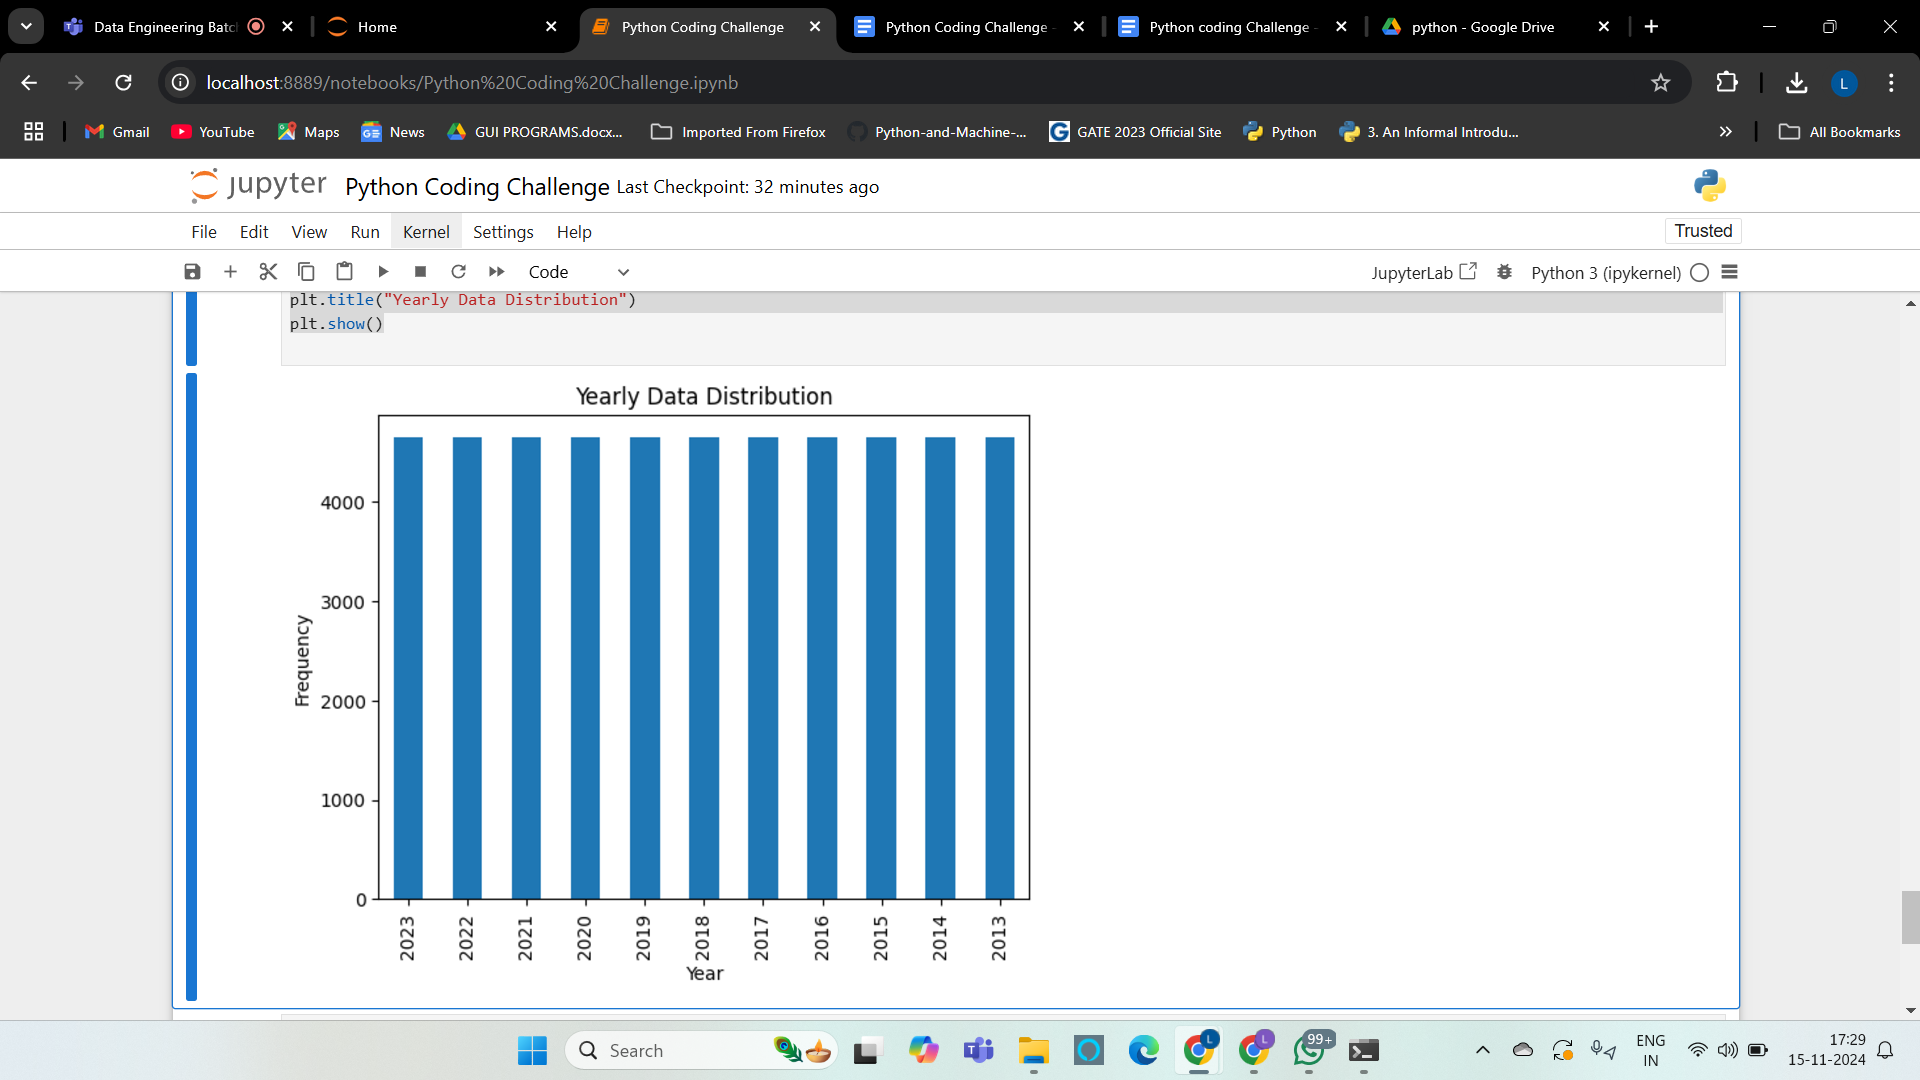 Data Engineering Batc
Home
Python Coding Challenge
Python Coding Challenge -
Python coding Challenge -
python - Google Drive
localhost:8889/notebooks/Python%20Coding%20Challenge.ipynb
L
Gmail
YouTube
Maps
News
GUI PROGRAMS.docx...
Imported From Firefox
Python-and-Machine-...
GATE 2023 Official Site
Python
3. An Informal Introdu...
All Bookmarks
jupyter
Python Coding Challenge Last Checkpoint: 32 minutes ago
File Edit View Run Kernel Settings Help
Trusted
Code
JupyterLab
Python 3 (ipykernel)
plt.title("Yearly Data Distribution")
plt.show()
Yearly Data Distribution
4000
3000
2000
1000
0
Frequency
2023 2022 2021 2020 2019 2018 2017 2016 2015 2014 2013
Year
Search
L
L
99+
ENG
IN
17:29
15-11-2024